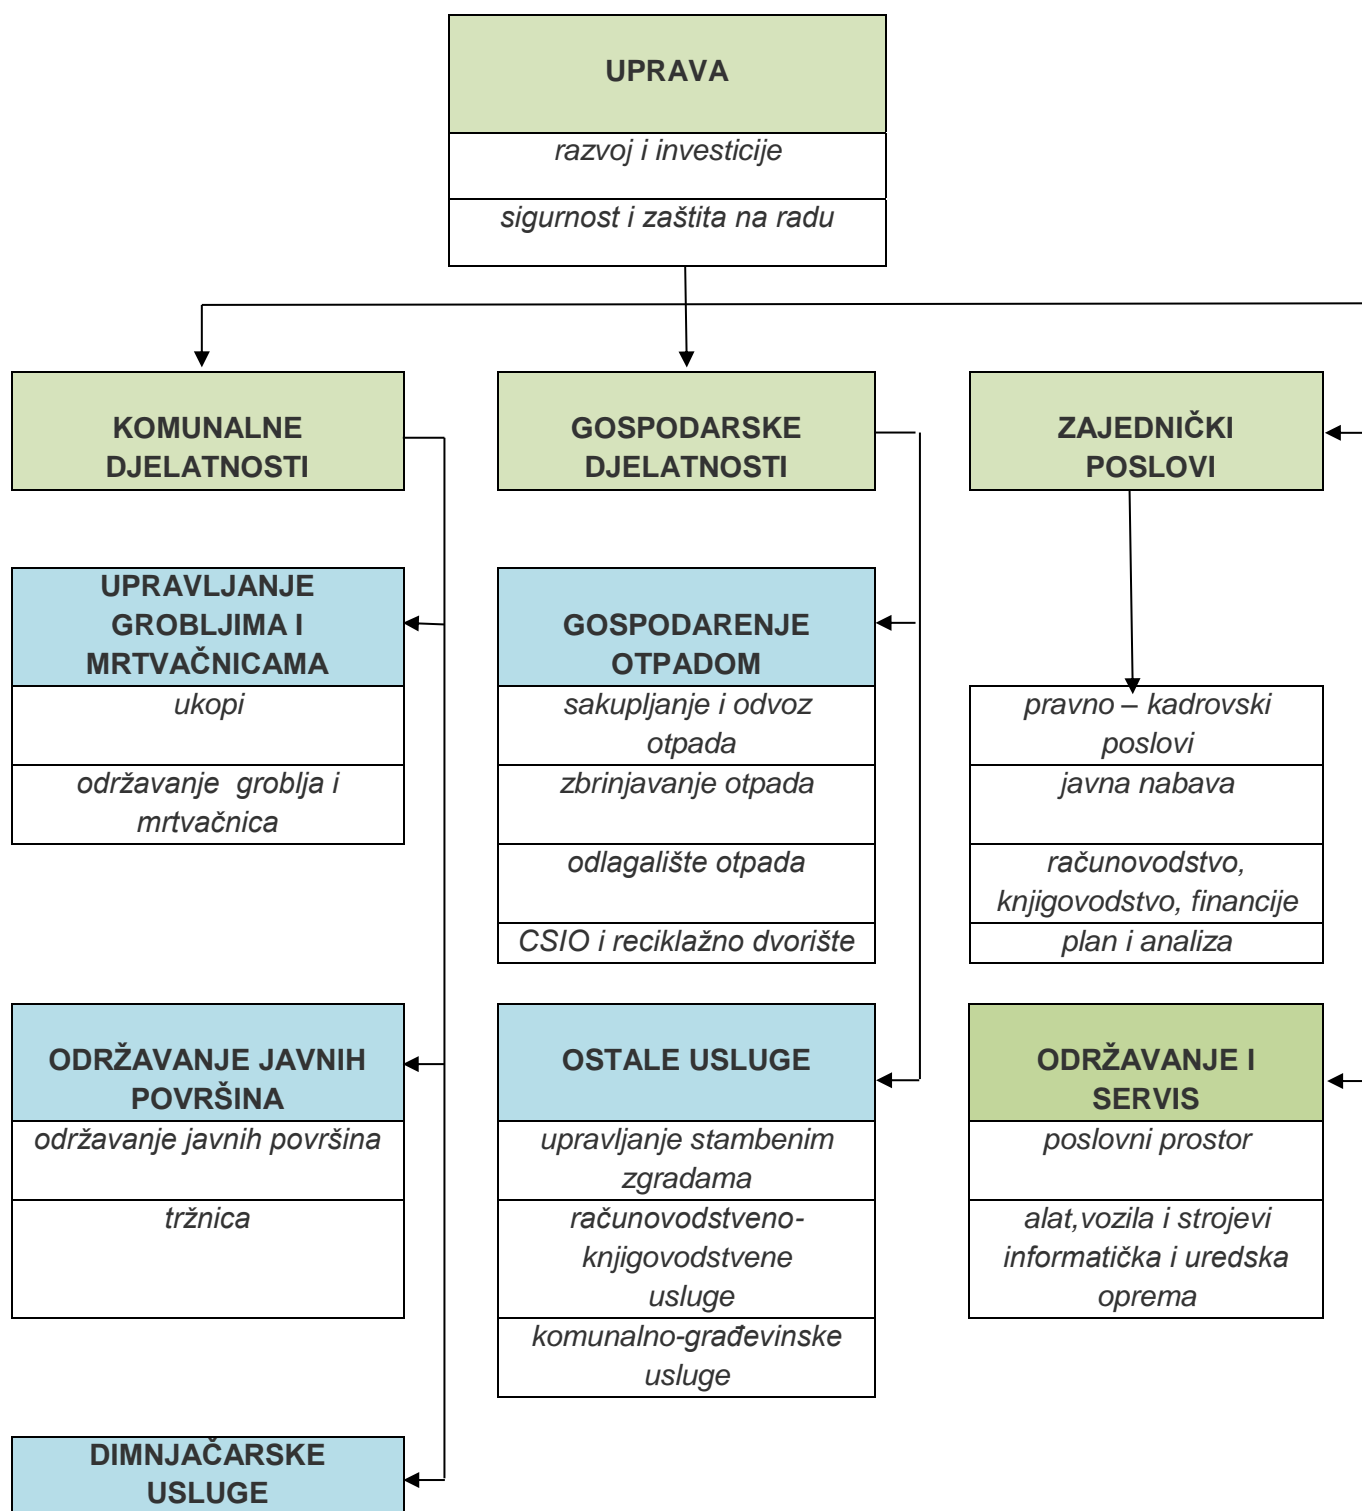 UPRAVA
razvoj i investicije
sigurnost i zaštita na radu
KOMUNALNE
DJELATNOSTI
GOSPODARSKE
DJELATNOSTI
ZAJEDNIČKI
POSLOVI
UPRAVLJANJE
GROBLJIMA I
MRTVAČNICAMA
ukopi
održavanje  groblja i
mrtvačnica
GOSPODARENJE
OTPADOM
sakupljanje i odvoz
otpada
zbrinjavanje otpada
odlagalište otpada
CSIO i reciklažno dvorište
pravno – kadrovski
poslovi
javna nabava
računovodstvo,
knjigovodstvo, financije
plan i analiza
ODRŽAVANJE JAVNIH
POVRŠINA
održavanje javnih površina
tržnica
OSTALE USLUGE
upravljanje stambenim
zgradama
računovodstveno-
knjigovodstvene
usluge
komunalno-građevinske
usluge
ODRŽAVANJE I
SERVIS
poslovni prostor
alat,vozila i strojevi
informatička i uredska
oprema
DIMNJAČARSKE
USLUGE